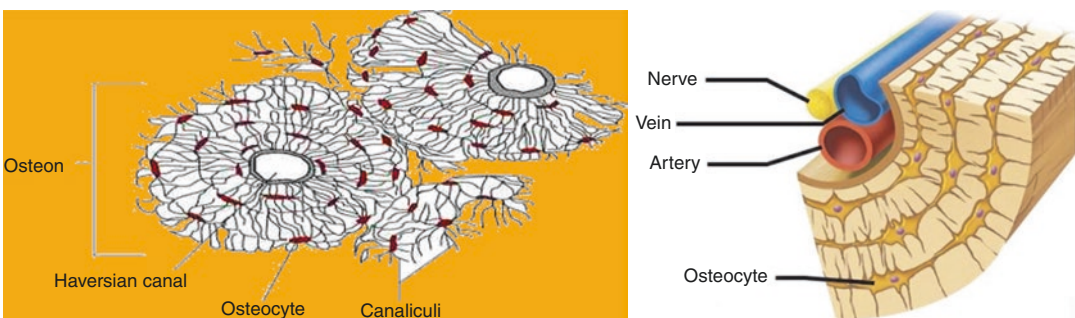 Osteon
Haversian canal
Osteocyte
Canaliculi
Nerve
Vein
Artery
Osteocyte